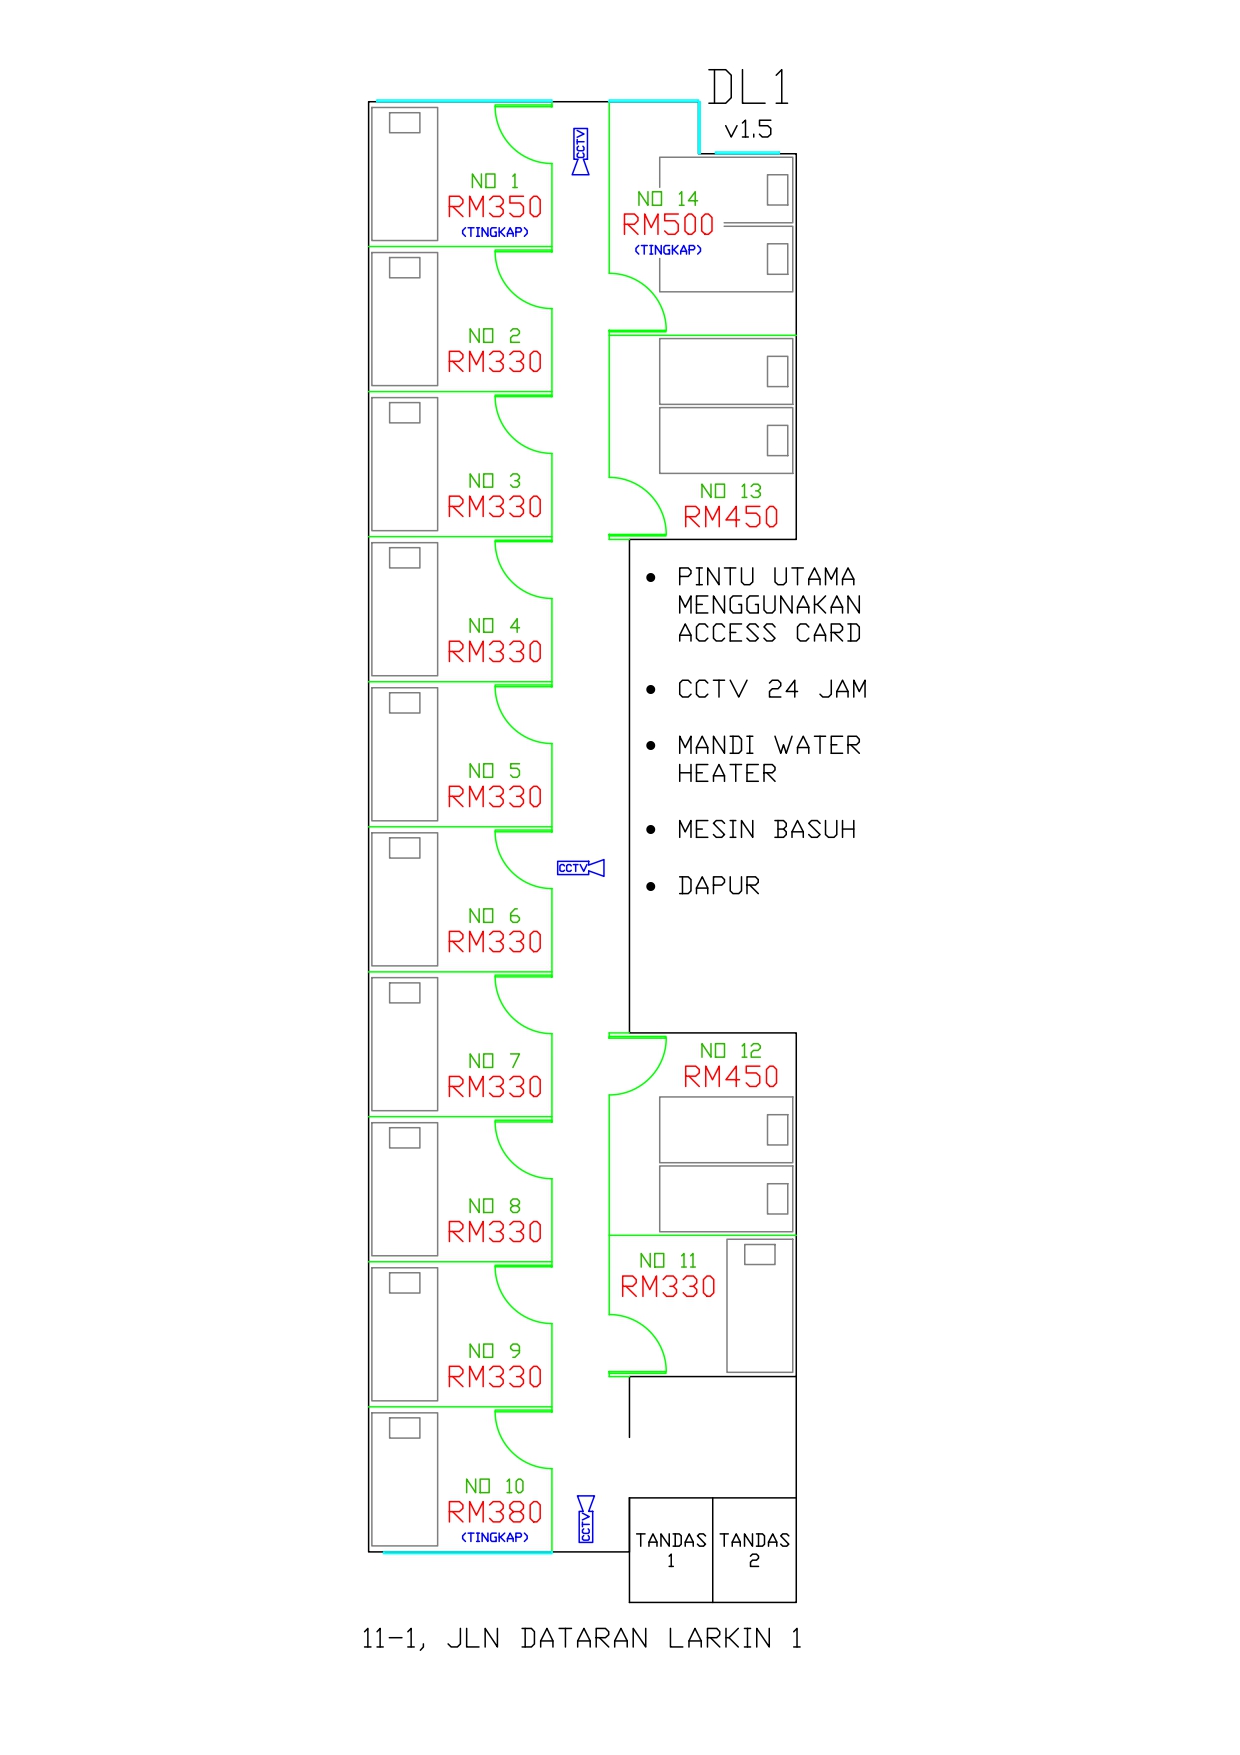 DL1
v1.5
CCTV
NO 1
RM350
(TINGKAP)
NO 14
RM500
(TINGKAP)
NO 2
RM330
NO 3
RM330
NO 13
RM450
NO 4
RM330
• PINTU UTAMA
MENGGUNAKAN
ACCESS CARD
• CCTV 24 JAM
• MANDI WATER
HEATER
• MESIN BASUH
• DAPUR
NO 5
RM330
CCTV
NO 6
RM330
NO 7
RM330
NO 12
RM450
NO 8
RM330
NO 11
RM330
NO 9
RM330
NO 10
RM380
(TINGKAP)
CCTV
TANDAS
1
TANDAS
2
11-1, JLN DATARAN LARKIN 1